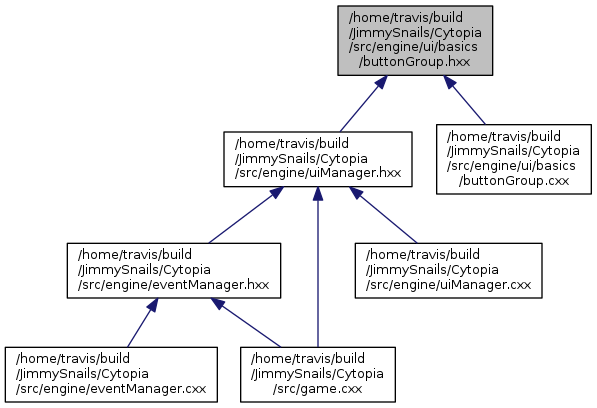 /home/travis/build
/JimmySnails/Cytopia
/src/engine/ui/basics
/buttonGroup.hxx
/home/travis/build
/JimmySnails/Cytopia
/src/engine/uiManager.hxx
/home/travis/build
/JimmySnails/Cytopia
/src/engine/ui/basics
/buttonGroup.cxx
/home/travis/build
/JimmySnails/Cytopia
/src/engine/eventManager.hxx
/home/travis/build
/JimmySnails/Cytopia
/src/engine/uiManager.cxx
/home/travis/build
/JimmySnails/Cytopia
/src/engine/eventManager.cxx
/home/travis/build
/JimmySnails/Cytopia
/src/game.cxx